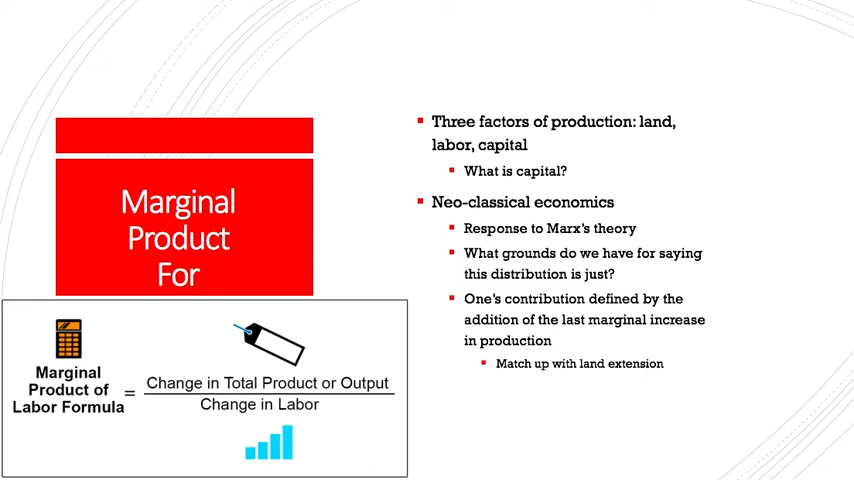 Marginal
Product
For
Marginal
Product of
Labor Formula
=
Change in Total Product or Output
Change in Labor
Three factors of production: land,
labor, capital
What is capital?
Neo-classical economics
Response to Marx's theory
What grounds do we have for saying
this distribution is just?
One's contribution defined by the
addition of the last marginal increase
in production
Match up with land extension